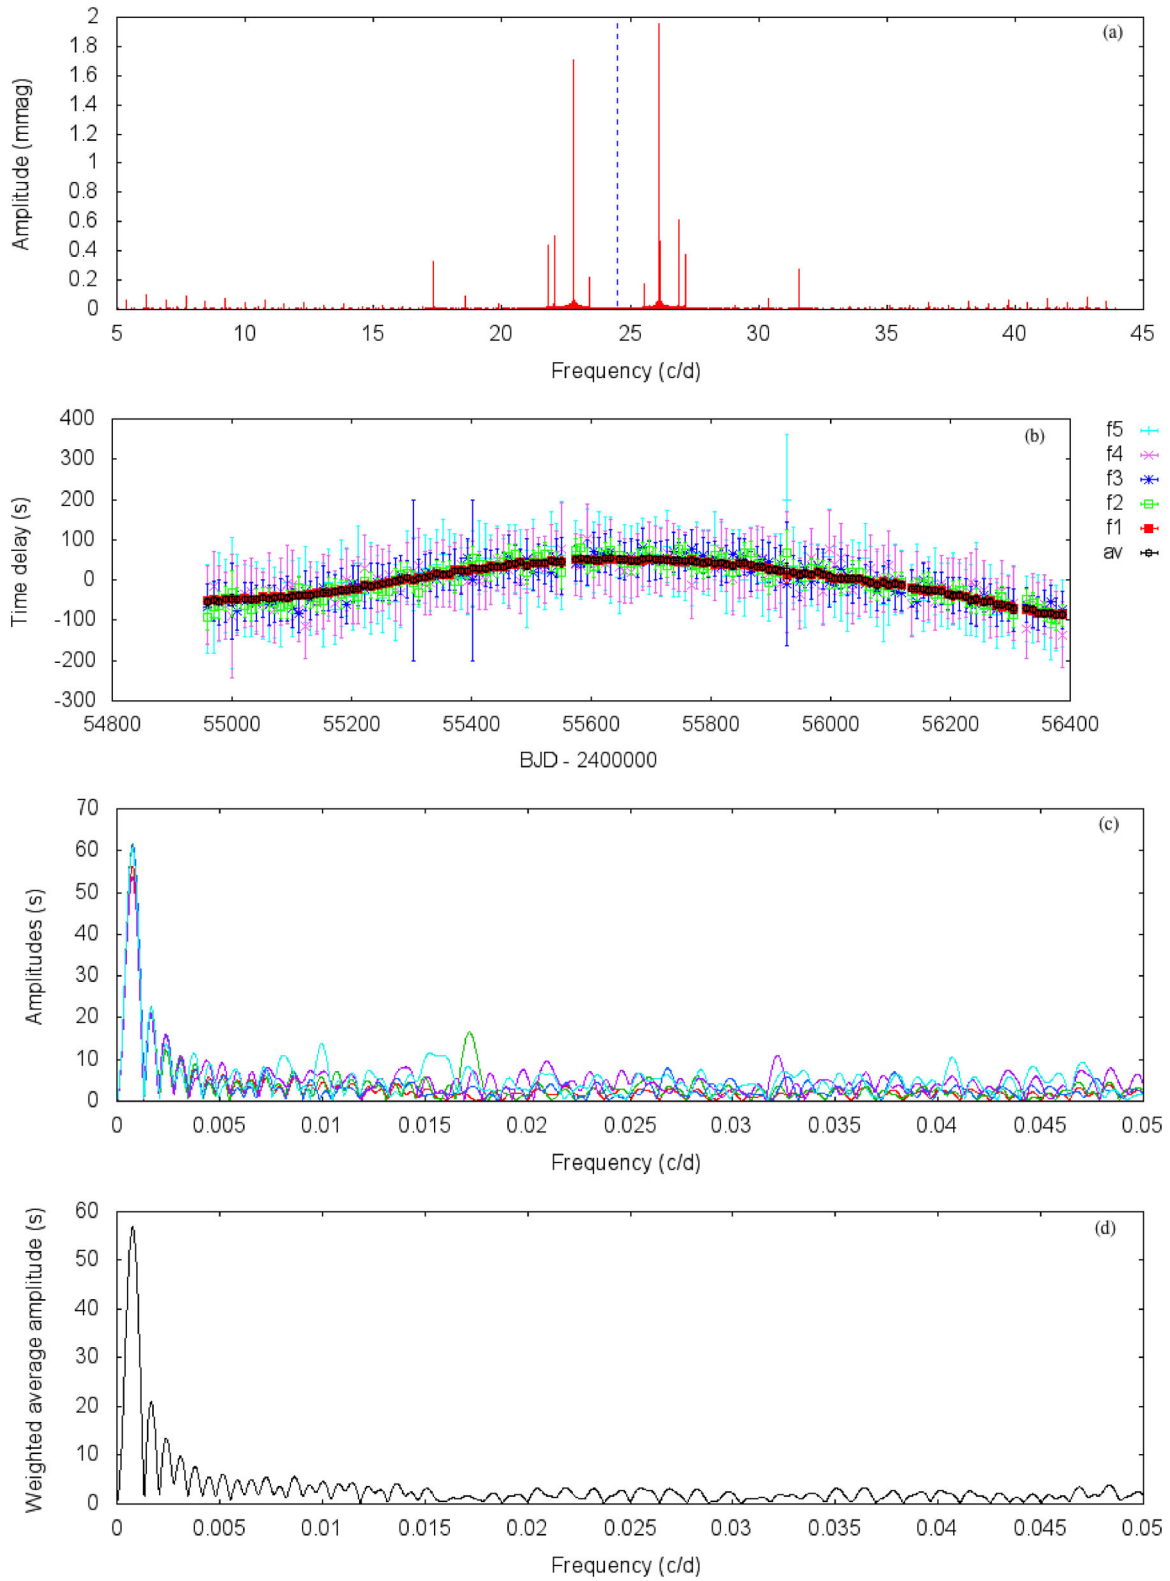 (a)
Amplitude (mmag)
2
1.8
1.6
1.4
1.2
1
0.8
0.6
0.4
0.2
0
5 10 15 20 25 30 35 40 45
Frequency (c/d)
(b)
Time delay (s)
400
300
200
100
0
-100
-200
-300
54800 55000 55200 55400 55600 55800 56000 56200 56400
BJD - 2400000
f5
f4
f3
f2
f1
av
(c)
Amplitudes (s)
70
60
50
40
30
20
10
0
0 0.005 0.01 0.015 0.02 0.025 0.03 0.035 0.04 0.045 0.05
Frequency (c/d)
(d)
Weighted average amplitude (s)
60
50
40
30
20
10
0
0 0.005 0.01 0.015 0.02 0.025 0.03 0.035 0.04 0.045 0.05
Frequency (c/d)